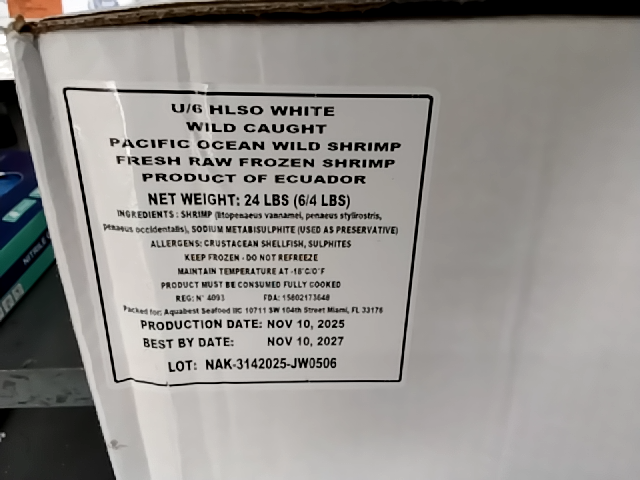 U/6 HLSO WHITE
WILD CAUGHT
PACIFIC OCEAN WILD SHRIMP
FRESH RAW FROZEN SHRIMP
PRODUCT OF ECUADOR
NET WEIGHT: 24 LBS (6/4 LBS)
INGREDIENTS : SHRIMP (litopenaeus vannamei, penaeus stylirostris,
penaeus occidentalis), SODIUM METABISULPHITE (USED AS PRESERVATIVE)
ALLERGENS: CRUSTACEAN SHELLFISH, SULPHITES
KEEP FROZEN - DO NOT REFREEZE
MAINTAIN TEMPERATURE AT -18°C/0°F
PRODUCT MUST BE CONSUMED FULLY COOKED
REG: N° 4093 FDA: 15802173648
Packed for: Aquabest Seafood llC 10711 SW 104th Street Miami, FL 33176
PRODUCTION DATE: NOV 10, 2025
BEST BY DATE: NOV 10, 2027
LOT: NAK-3142025-JW0506
NITRILE